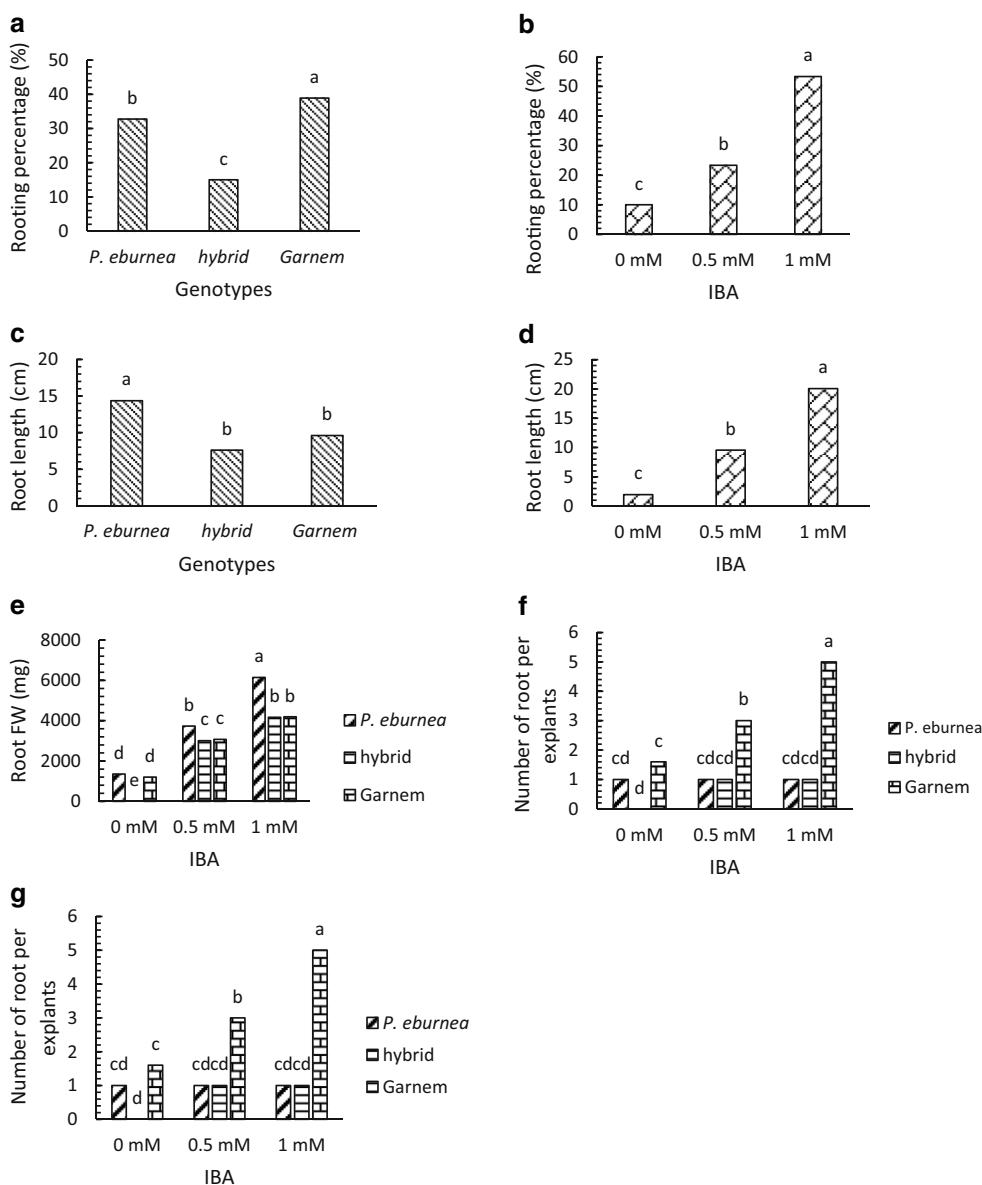 a
Rooting percentage (%)
50
40
30
20
10
0
b
c
a
P. eburnea hybrid Garnem
Genotypes
b
Rooting percentage (%)
60
50
40
30
20
10
0
c
b
a
0 mM 0.5 mM 1 mM
IBA
c
Root length (cm)
20
15
10
5
0
a
b
b
P. eburnea hybrid Garnem
Genotypes
d
Root length (cm)
25
20
15
10
5
0
c
b
a
0 mM 0.5 mM 1 mM
IBA
e
Root FW (mg)
8000
6000
4000
2000
0
d e d
b c c
a b b
0 mM 0.5 mM 1 mM
IBA
P. eburnea
hybrid
Garnem
f
Number of root per
explants
6
5
4
3
2
1
0
cd d c
cd cd b
cd cd a
0 mM 0.5 mM 1 mM
IBA
P. eburnea
hybrid
Garnem
g
Number of root per
explants
6
5
4
3
2
1
0
cd d c
cd cd b
cd cd a
0 mM 0.5 mM 1 mM
IBA
P. eburnea
hybrid
Garnem